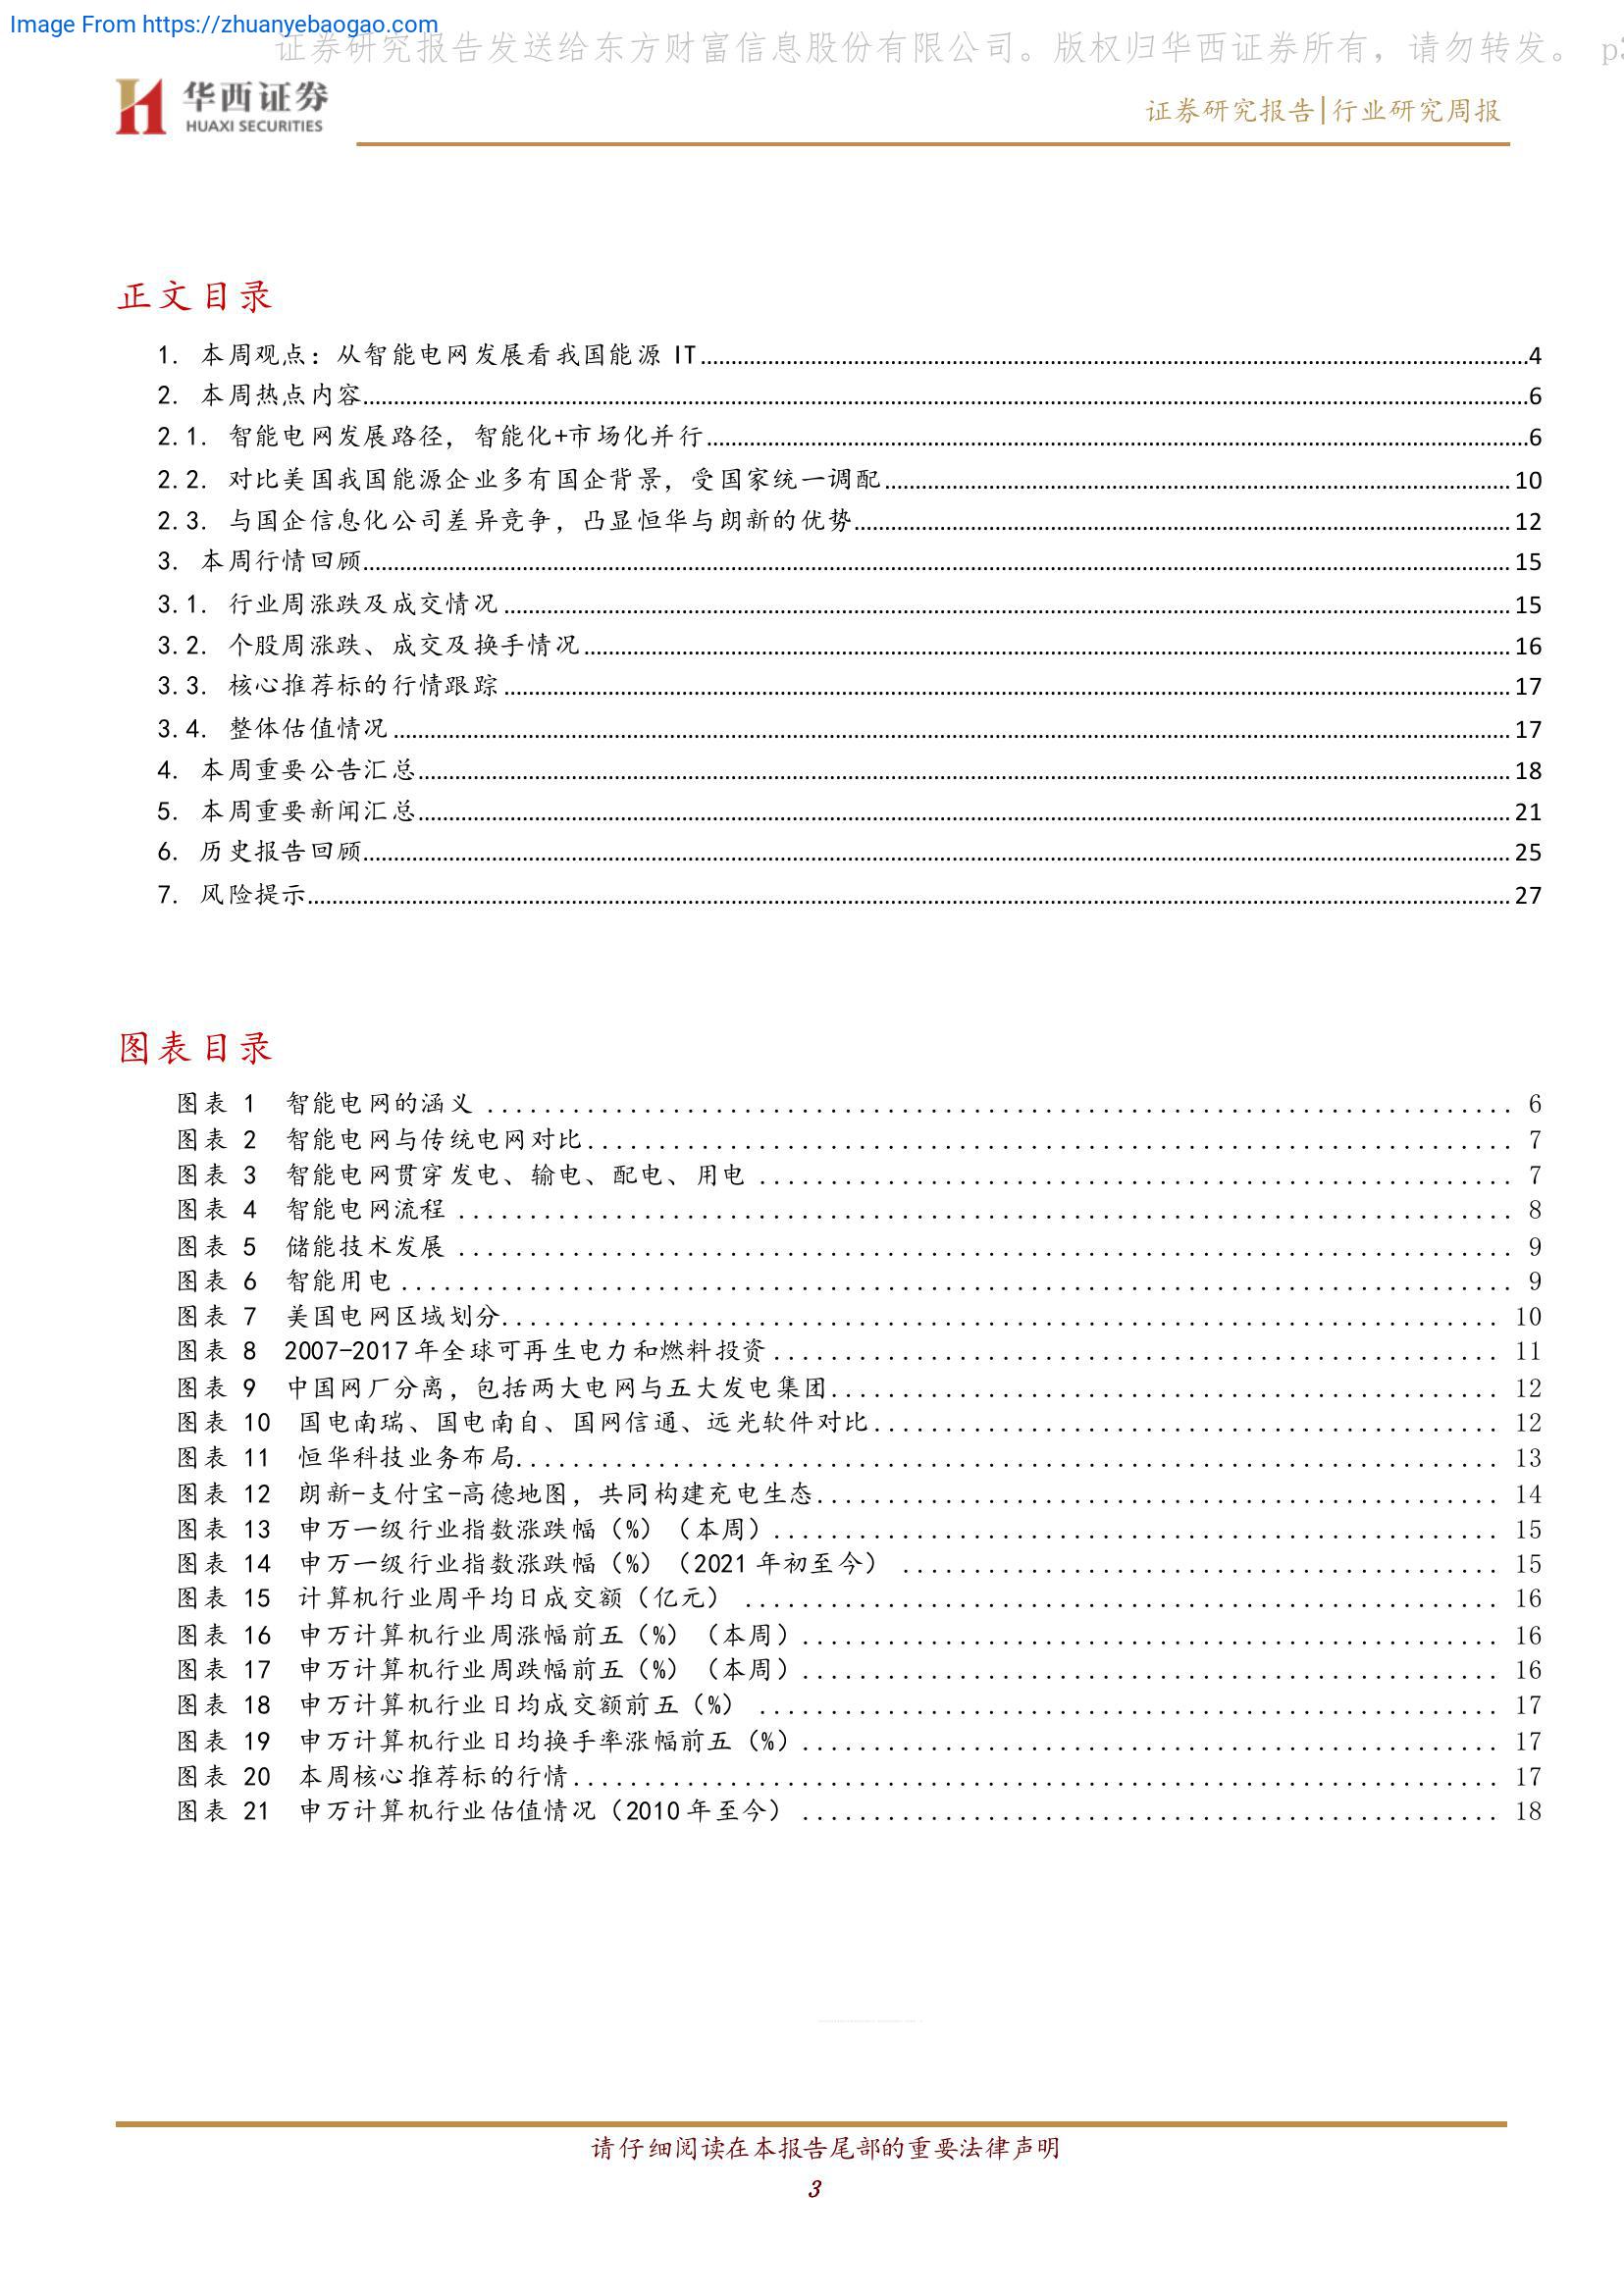 Image From https://zhuanyebaogao.com
证券研究报告发送给东方财富信息股份有限公司。版权归华西证券所有，请勿转发。 p3
华西证券
HUAXI SECURITIES
证券研究报告|行业研究周报
正文目录
1. 本周观点：从智能电网发展看我国能源 IT 4
2. 本周热点内容 6
2.1. 智能电网发展路径，智能化+市场化并行 6
2.2. 对比美国我国能源企业多有国企背景，受国家统一调配 10
2.3. 与国企信息化公司差异竞争，凸显恒华与朗新的优势 12
3. 本周行情回顾 15
3.1. 行业周涨跌及成交情况 15
3.2. 个股周涨跌、成交及换手情况 16
3.3. 核心推荐标的行情跟踪 17
3.4. 整体估值情况 17
4. 本周重要公告汇总 18
5. 本周重要新闻汇总 21
6. 历史报告回顾 25
7. 风险提示 27
图表目录
图表 1 智能电网的涵义 6
图表 2 智能电网与传统电网对比 7
图表 3 智能电网贯穿发电、输电、配电、用电 7
图表 4 智能电网流程 8
图表 5 储能技术发展 9
图表 6 智能用电 9
图表 7 美国电网区域划分 10
图表 8 2007-2017年全球可再生电力和燃料投资 11
图表 9 中国网厂分离，包括两大电网与五大发电集团 12
图表 10 国电南瑞、国电南自、国网信通、远光软件对比 12
图表 11 恒华科技业务布局 13
图表 12 朗新-支付宝-高德地图，共同构建充电生态 14
图表 13 申万一级行业指数涨跌幅（%）（本周） 15
图表 14 申万一级行业指数涨跌幅（%）（2021 年初至今） 15
图表 15 计算机行业周平均日成交额（亿元） 16
图表 16 申万计算机行业周涨幅前五（%）（本周） 16
图表 17 申万计算机行业周跌幅前五（%）（本周） 16
图表 18 申万计算机行业日均成交额前五（%） 17
图表 19 申万计算机行业日均换手率涨幅前五（%） 17
图表 20 本周核心推荐标的行情 17
图表 21 申万计算机行业估值情况（2010年至今） 18
请仔细阅读在本报告尾部的重要法律声明
3